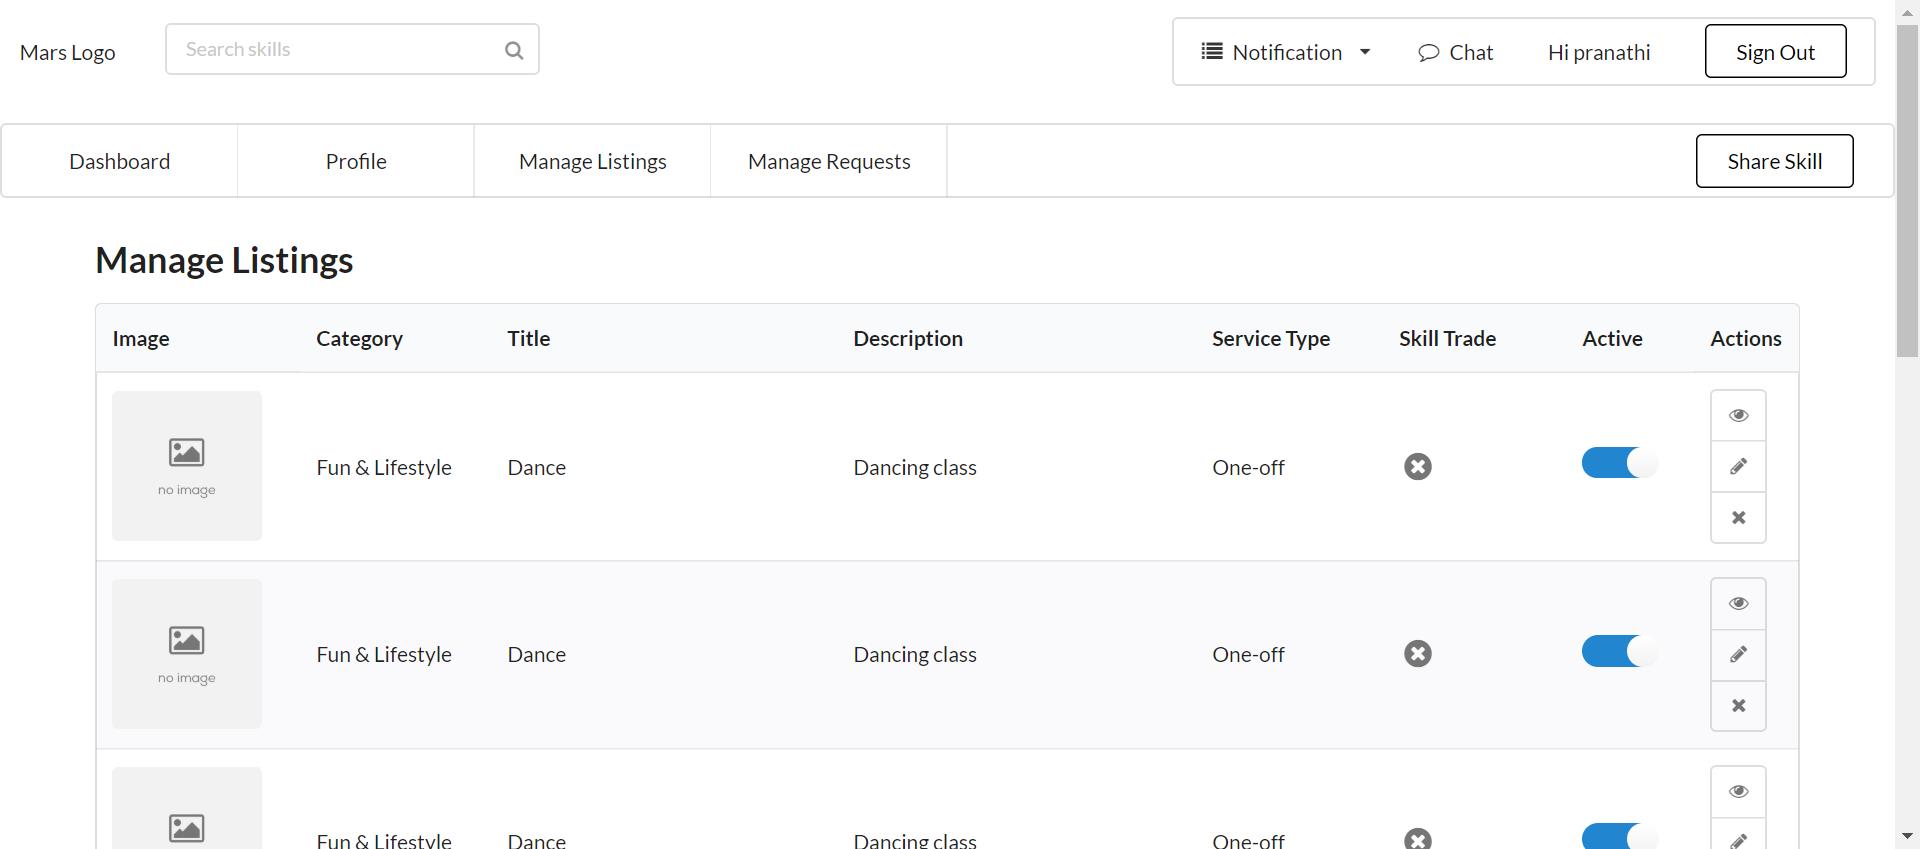 Mars Logo Search skills Notification Chat Hi pranathi Sign Out
Dashboard Profile Manage Listings Manage Requests Share Skill
Manage Listings
Image Category Title Description Service Type Skill Trade Active Actions
no image Fun & Lifestyle Dance Dancing class One-off
no image Fun & Lifestyle Dance Dancing class One-off
Fun & Lifestyle Dance Dancing class One-off